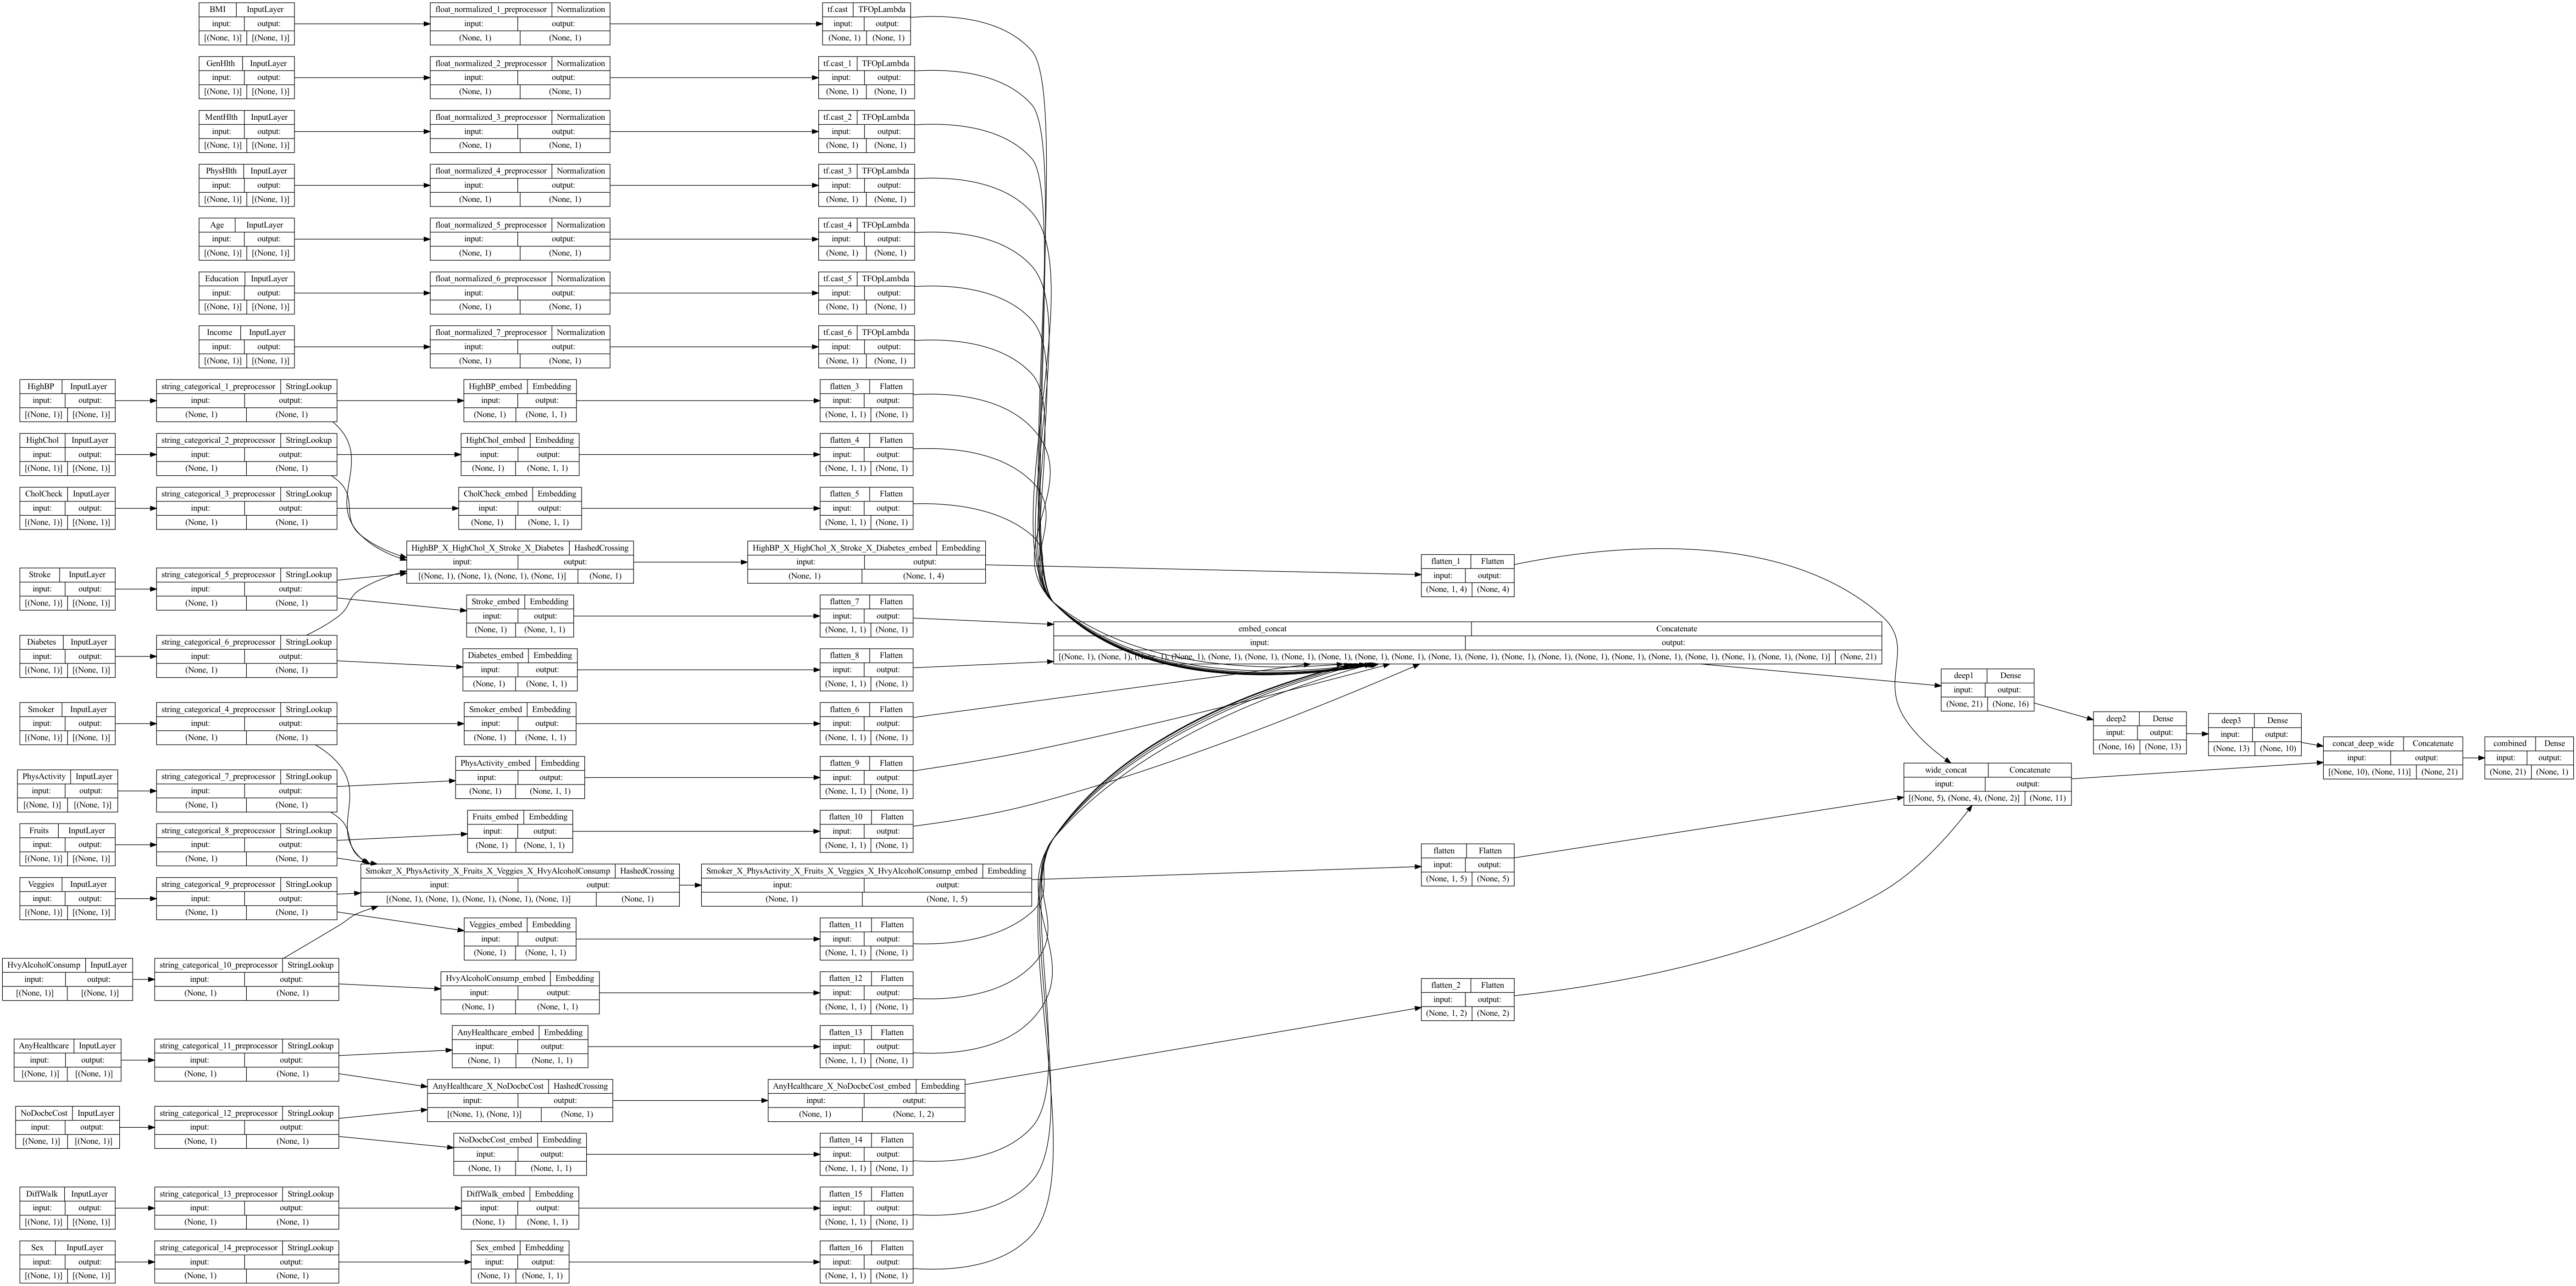 BMI InputLayer
input: output:
[(None, 1)] [(None, 1)]
float_normalized_1_preprocessor Normalization
input: output:
(None, 1) (None, 1)
tf.cast TFOpLambda
input: output:
(None, 1) (None, 1)
GenHlth InputLayer
input: output:
[(None, 1)] [(None, 1)]
float_normalized_2_preprocessor Normalization
input: output:
(None, 1) (None, 1)
tf.cast_1 TFOpLambda
input: output:
(None, 1) (None, 1)
MentHlth InputLayer
input: output:
[(None, 1)] [(None, 1)]
float_normalized_3_preprocessor Normalization
input: output:
(None, 1) (None, 1)
tf.cast_2 TFOpLambda
input: output:
(None, 1) (None, 1)
PhysHlth InputLayer
input: output:
[(None, 1)] [(None, 1)]
float_normalized_4_preprocessor Normalization
input: output:
(None, 1) (None, 1)
tf.cast_3 TFOpLambda
input: output:
(None, 1) (None, 1)
Age InputLayer
input: output:
[(None, 1)] [(None, 1)]
float_normalized_5_preprocessor Normalization
input: output:
(None, 1) (None, 1)
tf.cast_4 TFOpLambda
input: output:
(None, 1) (None, 1)
Education InputLayer
input: output:
[(None, 1)] [(None, 1)]
float_normalized_6_preprocessor Normalization
input: output:
(None, 1) (None, 1)
tf.cast_5 TFOpLambda
input: output:
(None, 1) (None, 1)
Income InputLayer
input: output:
[(None, 1)] [(None, 1)]
float_normalized_7_preprocessor Normalization
input: output:
(None, 1) (None, 1)
tf.cast_6 TFOpLambda
input: output:
(None, 1) (None, 1)
HighBP InputLayer
input: output:
[(None, 1)] [(None, 1)]
string_categorical_1_preprocessor StringLookup
input: output:
(None, 1) (None, 1)
HighBP_embed Embedding
input: output:
(None, 1) (None, 1, 1)
flatten_3 Flatten
input: output:
(None, 1, 1) (None, 1)
HighChol InputLayer
input: output:
[(None, 1)] [(None, 1)]
string_categorical_2_preprocessor StringLookup
input: output:
(None, 1) (None, 1)
HighChol_embed Embedding
input: output:
(None, 1) (None, 1, 1)
flatten_4 Flatten
input: output:
(None, 1, 1) (None, 1)
CholCheck InputLayer
input: output:
[(None, 1)] [(None, 1)]
string_categorical_3_preprocessor StringLookup
input: output:
(None, 1) (None, 1)
CholCheck_embed Embedding
input: output:
(None, 1) (None, 1, 1)
flatten_5 Flatten
input: output:
(None, 1, 1) (None, 1)
HighBP_X_HighChol_X_Stroke_X_Diabetes HashedCrossing
input: output:
[(None, 1), (None, 1), (None, 1), (None, 1)] (None, 1)
HighBP_X_HighChol_X_Stroke_X_Diabetes_embed Embedding
input: output:
(None, 1) (None, 1, 4)
flatten_1 Flatten
input: output:
(None, 1, 4) (None, 4)
Stroke InputLayer
input: output:
[(None, 1)] [(None, 1)]
string_categorical_5_preprocessor StringLookup
input: output:
(None, 1) (None, 1)
Stroke_embed Embedding
input: output:
(None, 1) (None, 1, 1)
flatten_7 Flatten
input: output:
(None, 1, 1) (None, 1)
embed_concat Concatenate
input: output:
[(None, 1), (None, 1), (None, 1), (None, 1), (None, 1), (None, 1), (None, 1), (None, 1), (None, 1), (None, 1), (None, 1), (None, 1), (None, 1), (None, 1), (None, 1), (None, 1), (None, 1), (None, 1), (None, 1), (None, 1), (None, 1)] (None, 21)
Diabetes InputLayer
input: output:
[(None, 1)] [(None, 1)]
string_categorical_6_preprocessor StringLookup
input: output:
(None, 1) (None, 1)
Diabetes_embed Embedding
input: output:
(None, 1) (None, 1, 1)
flatten_8 Flatten
input: output:
(None, 1, 1) (None, 1)
deep1 Dense
input: output:
(None, 21) (None, 16)
Smoker InputLayer
input: output:
[(None, 1)] [(None, 1)]
string_categorical_4_preprocessor StringLookup
input: output:
(None, 1) (None, 1)
Smoker_embed Embedding
input: output:
(None, 1) (None, 1, 1)
flatten_6 Flatten
input: output:
(None, 1, 1) (None, 1)
deep2 Dense
input: output:
(None, 16) (None, 13)
deep3 Dense
input: output:
(None, 13) (None, 10)
concat_deep_wide Concatenate
input: output:
[(None, 10), (None, 11)] (None, 21)
combined Dense
input: output:
(None, 21) (None, 1)
PhysActivity InputLayer
input: output:
[(None, 1)] [(None, 1)]
string_categorical_7_preprocessor StringLookup
input: output:
(None, 1) (None, 1)
PhysActivity_embed Embedding
input: output:
(None, 1) (None, 1, 1)
flatten_9 Flatten
input: output:
(None, 1, 1) (None, 1)
wide_concat Concatenate
input: output:
[(None, 5), (None, 4), (None, 2)] (None, 11)
Fruits InputLayer
input: output:
[(None, 1)] [(None, 1)]
string_categorical_8_preprocessor StringLookup
input: output:
(None, 1) (None, 1)
Fruits_embed Embedding
input: output:
(None, 1) (None, 1, 1)
flatten_10 Flatten
input: output:
(None, 1, 1) (None, 1)
Veggies InputLayer
input: output:
[(None, 1)] [(None, 1)]
string_categorical_9_preprocessor StringLookup
input: output:
(None, 1) (None, 1)
Smoker_X_PhysActivity_X_Fruits_X_Veggies_X_HvyAlcoholConsump HashedCrossing
input: output:
[(None, 1), (None, 1), (None, 1), (None, 1), (None, 1)] (None, 1)
Smoker_X_PhysActivity_X_Fruits_X_Veggies_X_HvyAlcoholConsump_embed Embedding
input: output:
(None, 1) (None, 1, 5)
flatten Flatten
input: output:
(None, 1, 5) (None, 5)
Veggies_embed Embedding
input: output:
(None, 1) (None, 1, 1)
flatten_11 Flatten
input: output:
(None, 1, 1) (None, 1)
HvyAlcoholConsump InputLayer
input: output:
[(None, 1)] [(None, 1)]
string_categorical_10_preprocessor StringLookup
input: output:
(None, 1) (None, 1)
HvyAlcoholConsump_embed Embedding
input: output:
(None, 1) (None, 1, 1)
flatten_12 Flatten
input: output:
(None, 1, 1) (None, 1)
flatten_2 Flatten
input: output:
(None, 1, 2) (None, 2)
AnyHealthcare InputLayer
input: output:
[(None, 1)] [(None, 1)]
string_categorical_11_preprocessor StringLookup
input: output:
(None, 1) (None, 1)
AnyHealthcare_embed Embedding
input: output:
(None, 1) (None, 1, 1)
flatten_13 Flatten
input: output:
(None, 1, 1) (None, 1)
AnyHealthcare_X_NoDocbcCost HashedCrossing
input: output:
[(None, 1), (None, 1)] (None, 1)
AnyHealthcare_X_NoDocbcCost_embed Embedding
input: output:
(None, 1) (None, 1, 2)
NoDocbcCost InputLayer
input: output:
[(None, 1)] [(None, 1)]
string_categorical_12_preprocessor StringLookup
input: output:
(None, 1) (None, 1)
NoDocbcCost_embed Embedding
input: output:
(None, 1) (None, 1, 1)
flatten_14 Flatten
input: output:
(None, 1, 1) (None, 1)
DiffWalk InputLayer
input: output:
[(None, 1)] [(None, 1)]
string_categorical_13_preprocessor StringLookup
input: output:
(None, 1) (None, 1)
DiffWalk_embed Embedding
input: output:
(None, 1) (None, 1, 1)
flatten_15 Flatten
input: output:
(None, 1, 1) (None, 1)
Sex InputLayer
input: output:
[(None, 1)] [(None, 1)]
string_categorical_14_preprocessor StringLookup
input: output:
(None, 1) (None, 1)
Sex_embed Embedding
input: output:
(None, 1) (None, 1, 1)
flatten_16 Flatten
input: output:
(None, 1, 1) (None, 1)